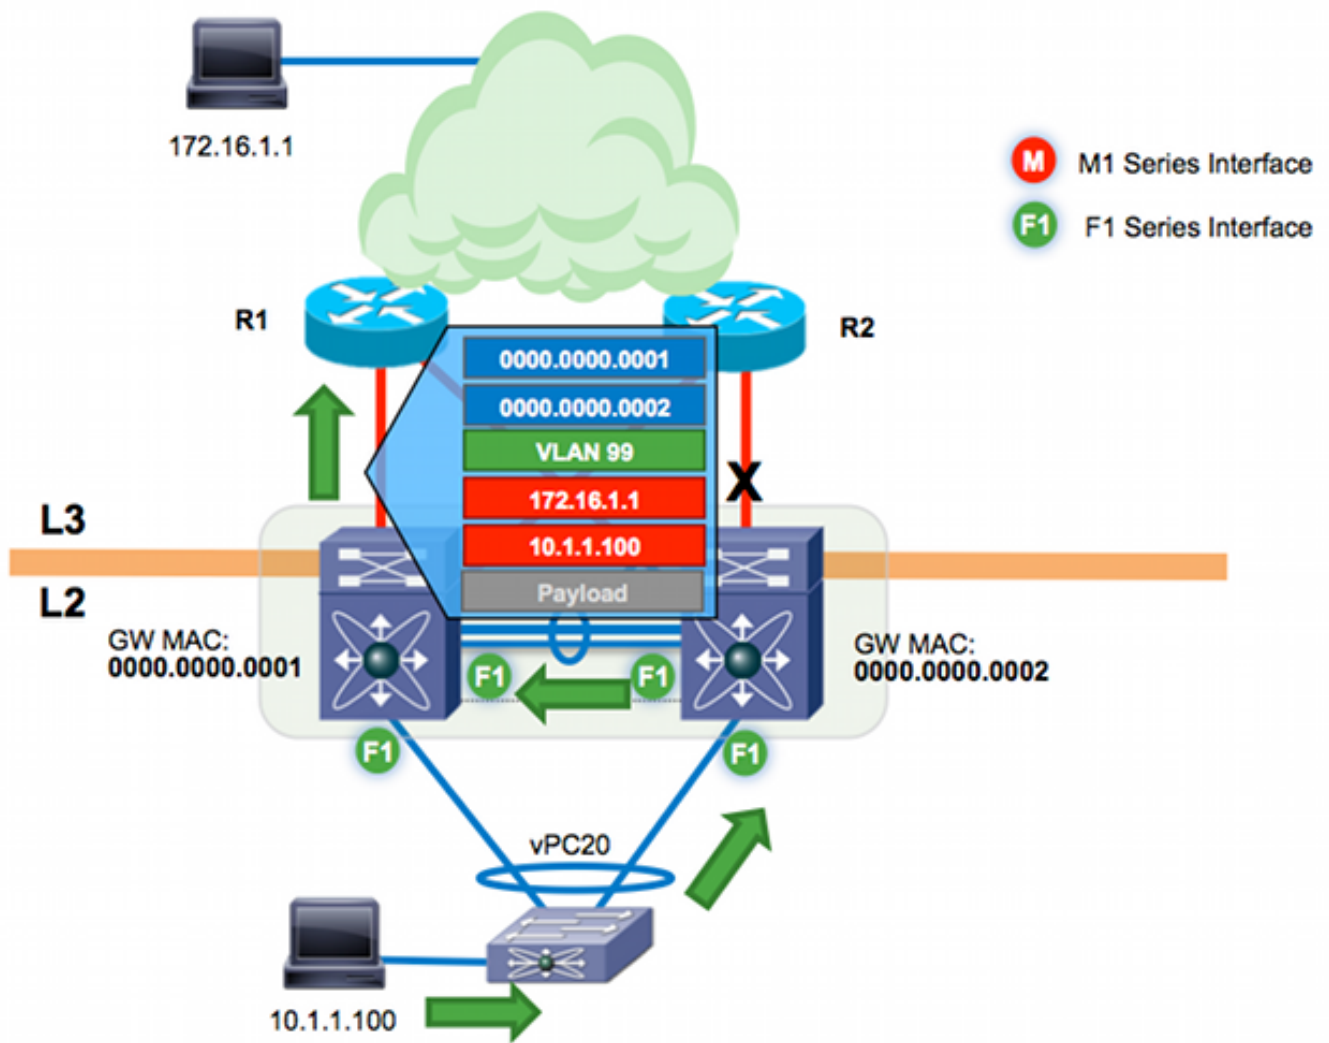 172.16.1.1
M
M1 Series Interface
F1
F1 Series Interface
R1
R2
0000.0000.0001
0000.0000.0002
VLAN 99
172.16.1.1
10.1.1.100
Payload
X
L3
L2
GW MAC:
0000.0000.0001
GW MAC:
0000.0000.0002
F1
F1
F1
F1
vPC20
10.1.1.100